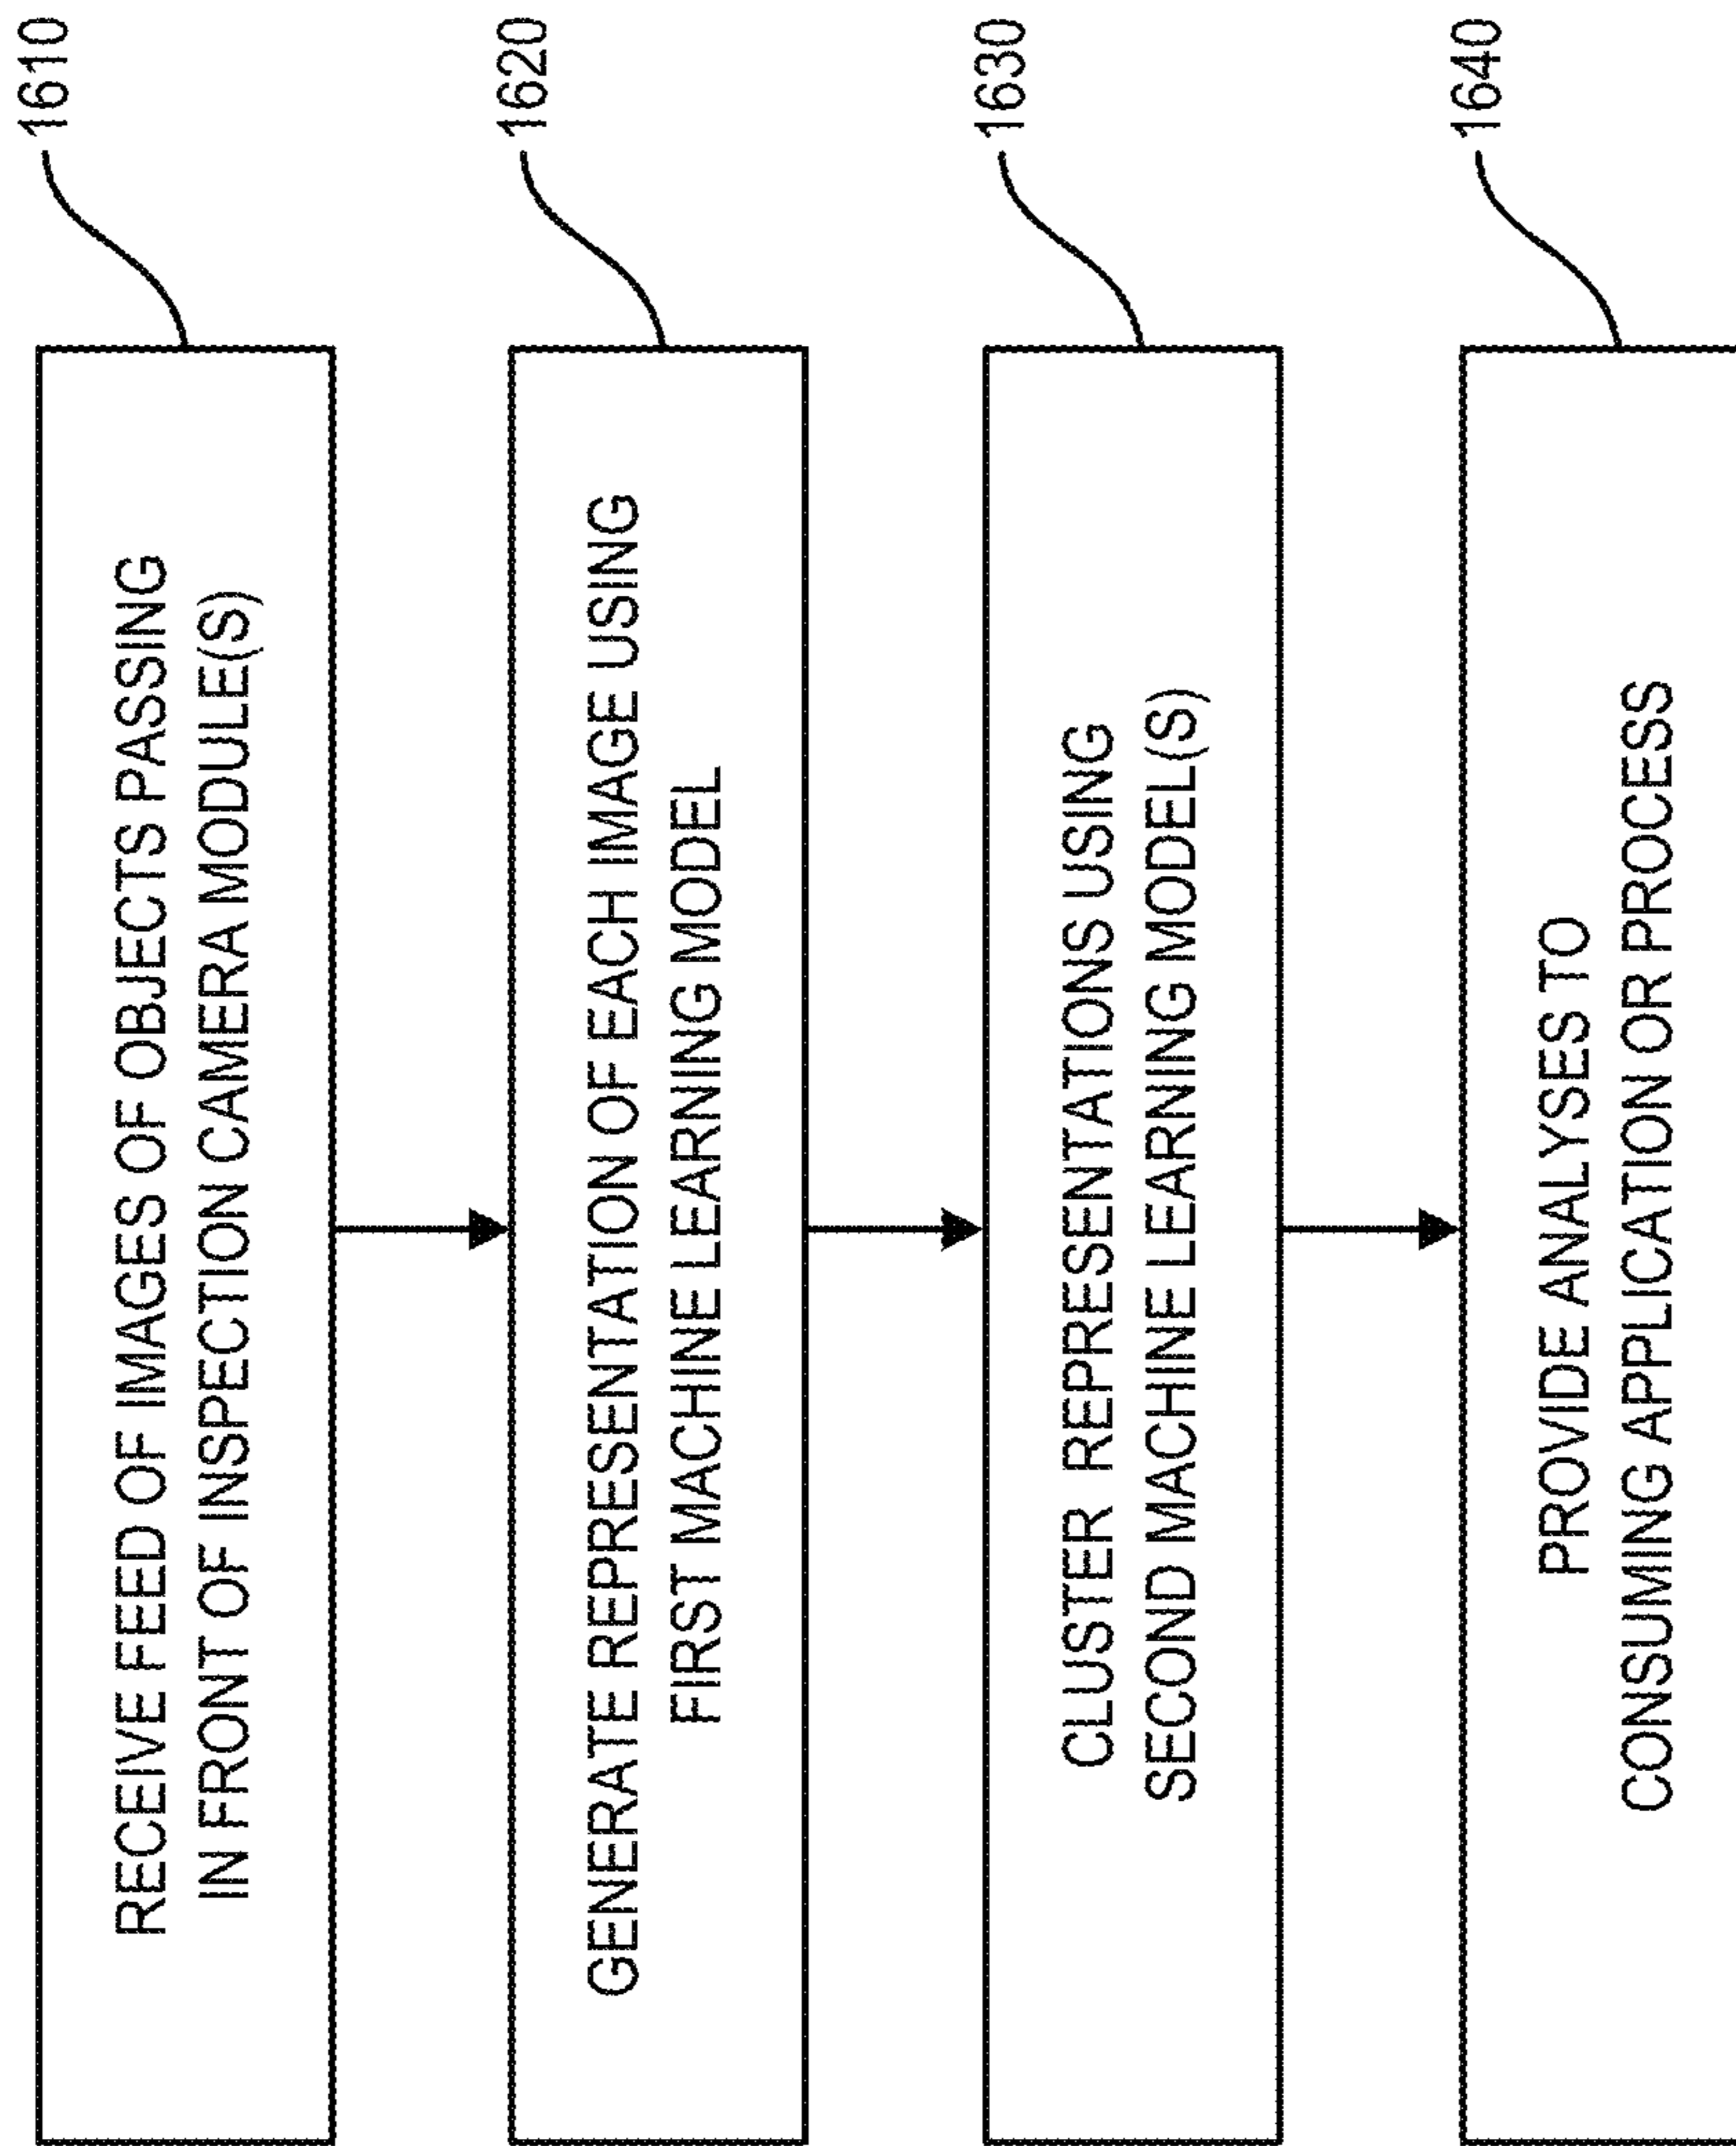 RECEIVE FEED OF IMAGES OF OBJECTS PASSING
IN FRONT OF INSPECTION CAMERA MODULE(S)
1610
GENERATE REPRESENTATION OF EACH IMAGE USING
FIRST MACHINE LEARNING MODEL
1620
CLUSTER REPRESENTATIONS USING
SECOND MACHINE LEARNING MODEL(S)
1630
PROVIDE ANALYSES TO
CONSUMING APPLICATION OR PROCESS
1640